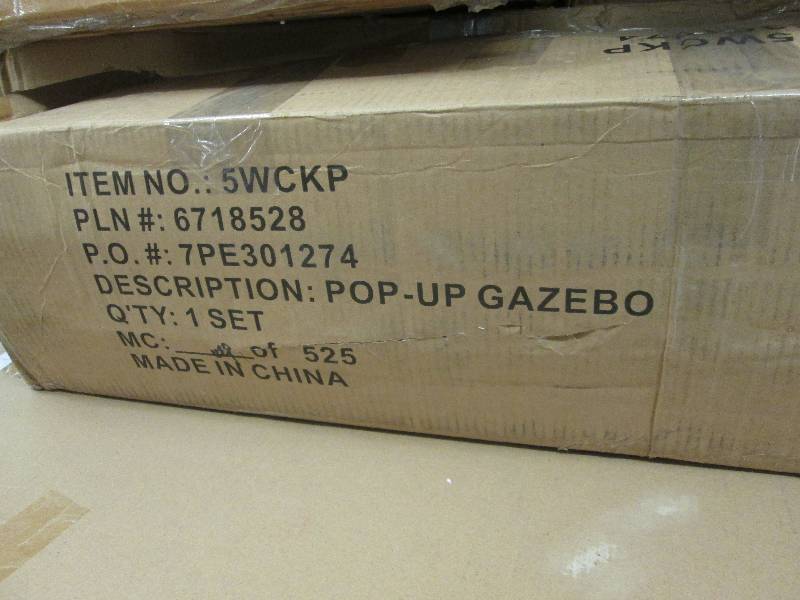 5WCKP
ITEM NO.: 5WCKP
PLN #: 6718528
P.O. #: 7PE301274
DESCRIPTION: POP-UP GAZEBO
Q'TY: 1 SET
MC: of 525
MADE IN CHINA